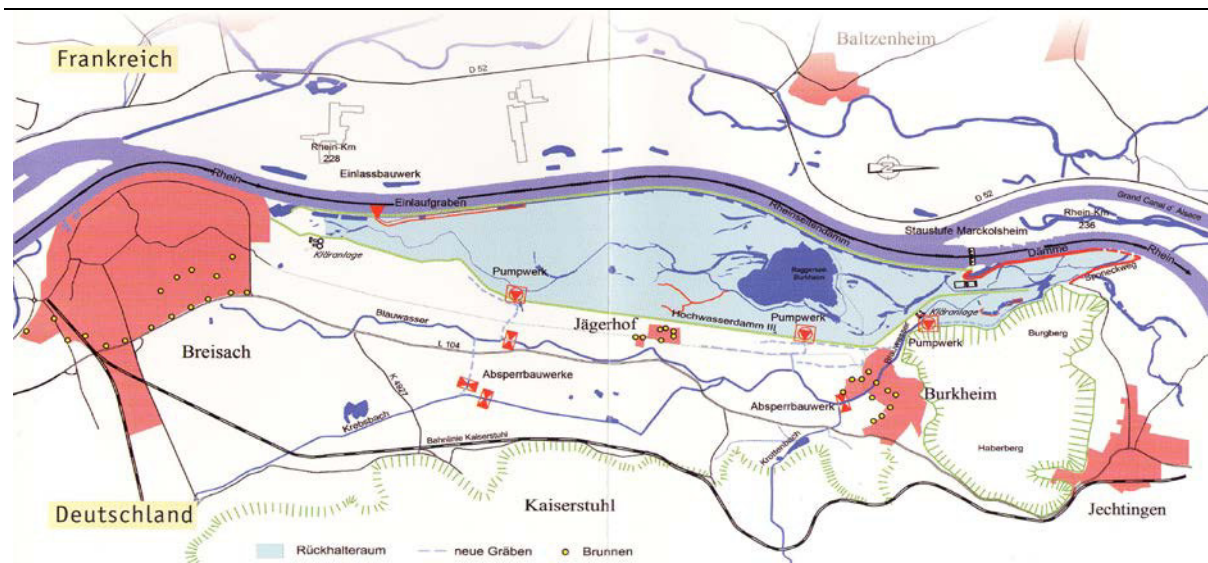 Frankreich
Baltzenheim
D 52
Rhein-Km
228
Einlassbauwerk
Rhein
Einlaufgraben
D 52
Grand Canal d' Alsace
Rhein-Km
236
Staustufe Marckolsheim
Rheinseitendamm
Dämme
Rhein
Sponeckweg
Kläranlage
Pumpwerk
Baggersee
Burkheim
Hochwasserdamm III
Kläranlage
Pumpwerk
Pumpwerk
Burgberg
Blauwasser
Jägerhof
Blauwasser
Breisach
L 104
Absperrbauwerke
K 4927
Absperrbauwerk
Burkheim
Krebsbach
Bahnlinie Kaiserstuhl
Krottenbach
Haberberg
Kaiserstuhl
Jechtingen
Deutschland
Rückhalteraum
neue Gräben
Brunnen